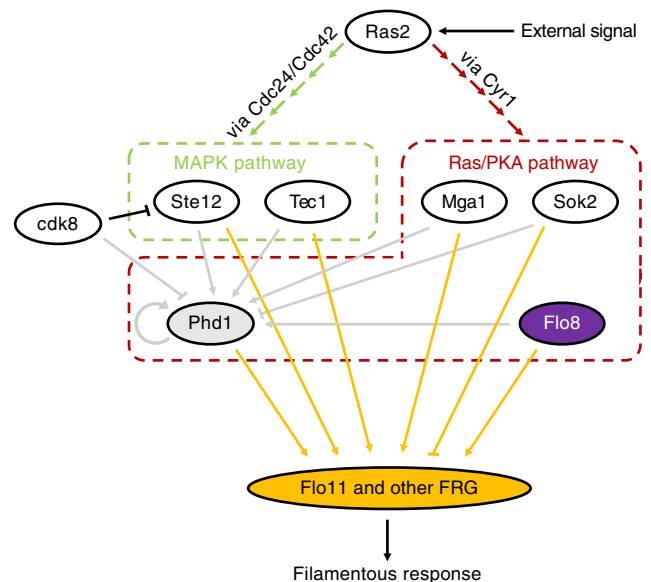 Ras2
External signal
via Cdc24/Cdc42
via Cyr1
MAPK pathway
Ras/PKA pathway
Ste12
Tec1
Mga1
Sok2
cdk8
Phd1
Flo8
Flo11 and other FRG
Filamentous response